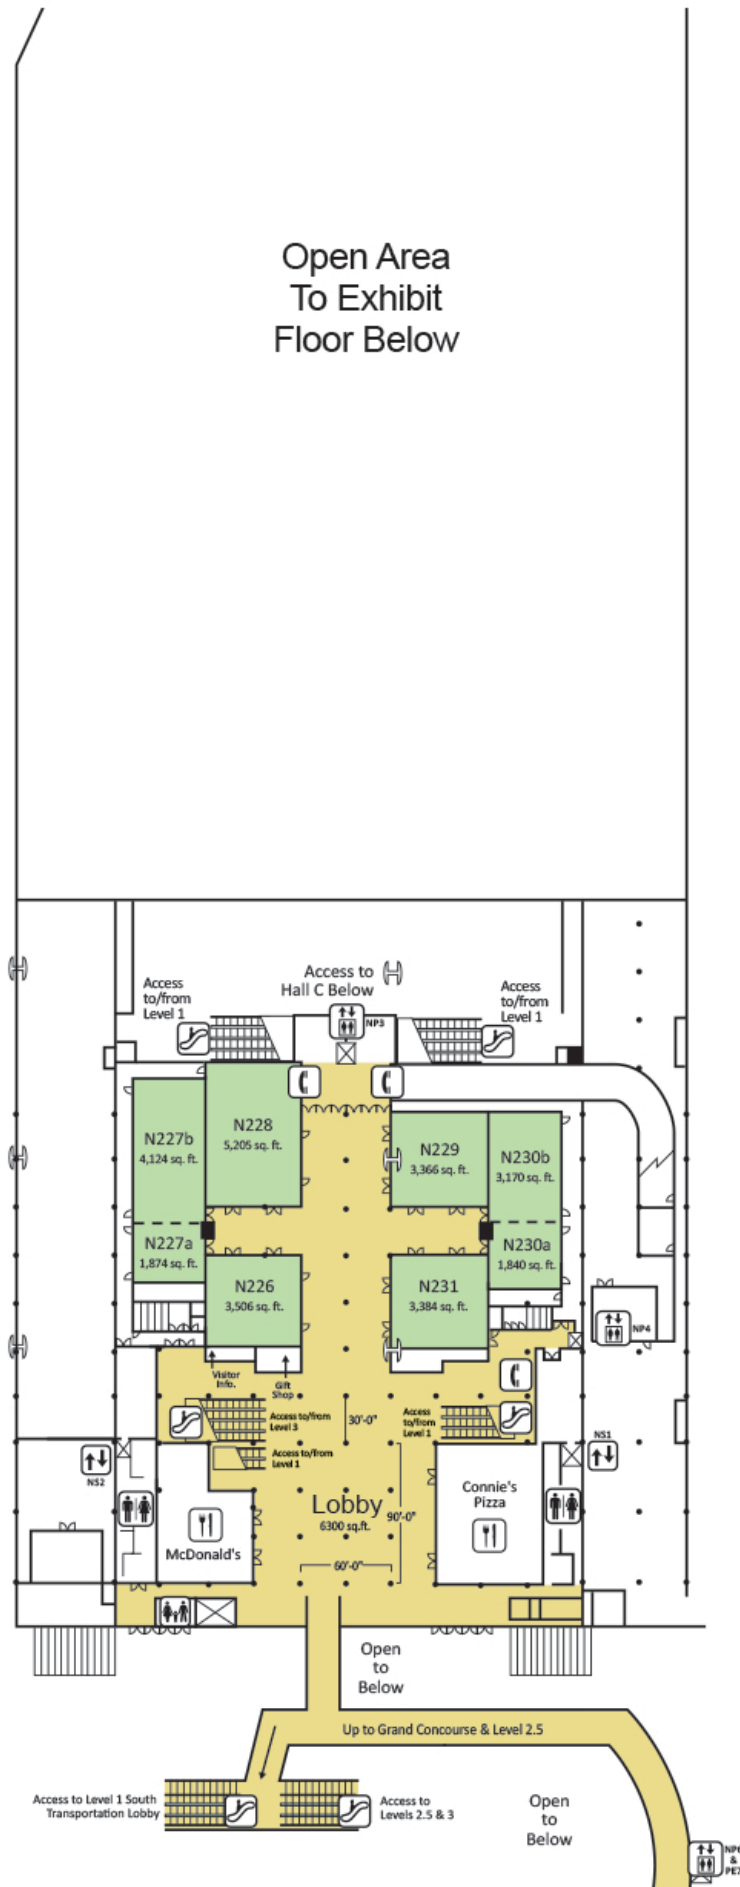 Open Area
To Exhibit
Floor Below
Access to
Hall C Below
Access
to/from
Level 1
Access
to/from
Level 1
NP3
N228
5,205 sq. ft.
N227b
4,124 sq. ft.
N229
3,366 sq. ft.
N230b
3,170 sq. ft.
N227a
1,874 sq. ft.
N230a
1,840 sq. ft.
N226
3,506 sq. ft.
N231
3,384 sq. ft.
NP4
Visitor
Info.
Gift
Shop
Access to/from
Level 3
30'-0"
Access
to/from
Level 1
Access to/from
Level 1
NS2
NS1
Connie's
Pizza
Lobby
6300 sq.ft.
90'-0"
McDonald's
60'-0"
Open
to
Below
Up to Grand Concourse & Level 2.5
Access to Level 1 South
Transportation Lobby
Access to
Levels 2.5 & 3
Open
to
Below
&